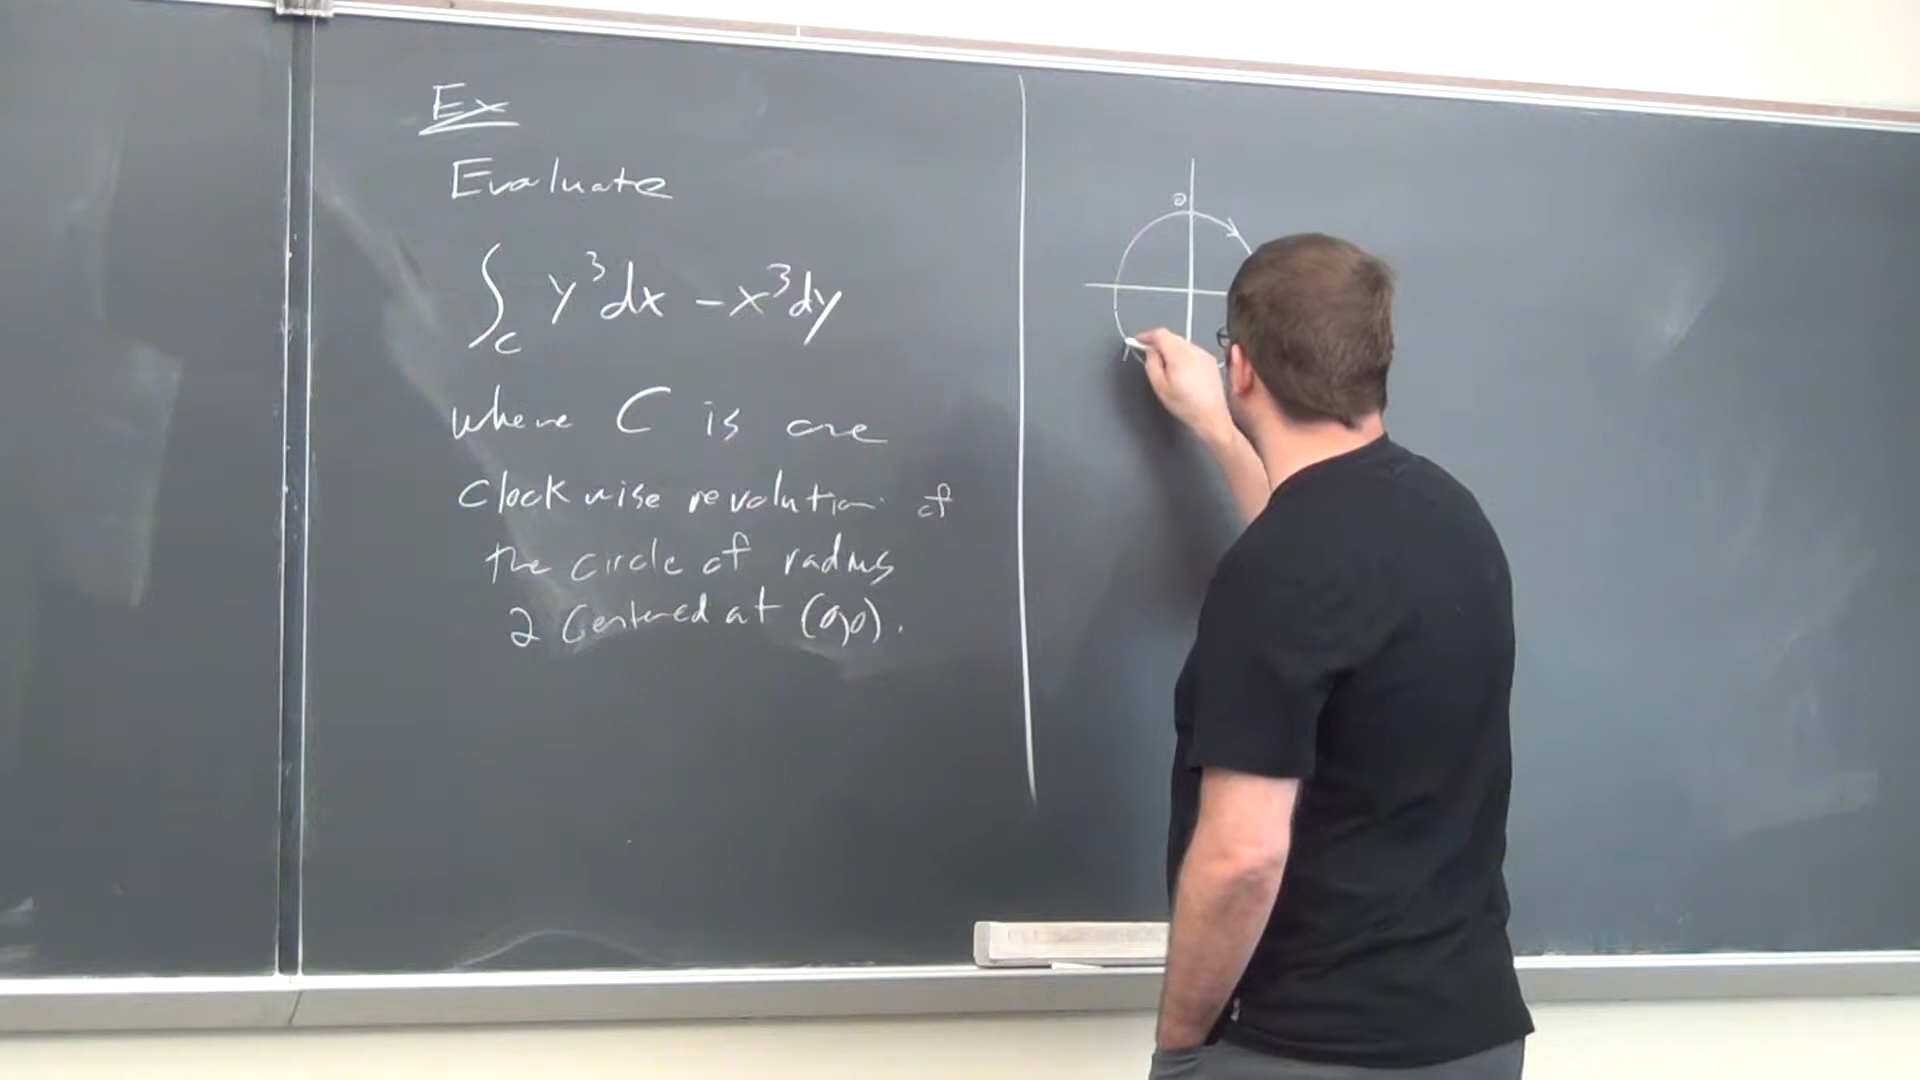 Ex
Evaluate
∫_C y³dx - x³dy
where C is one
clockwise revolution of
the circle of radius
2 centered at (0,0).
2